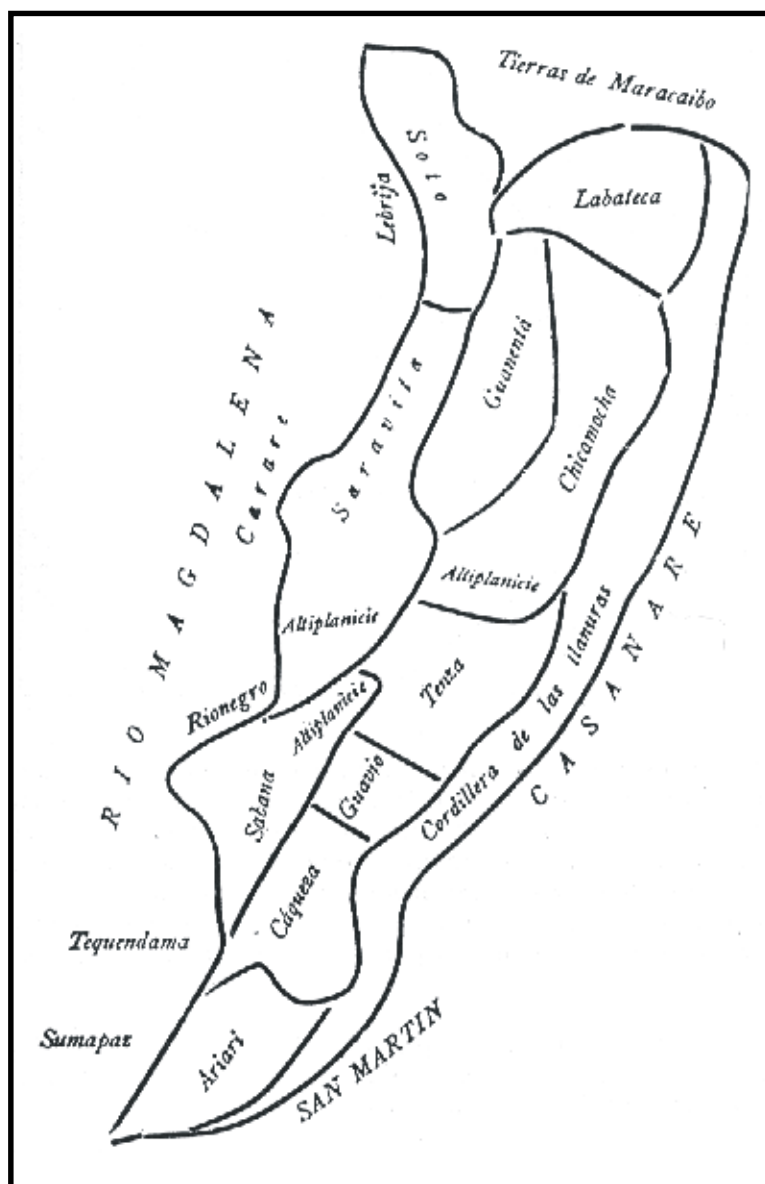 Tierras de Maracaibo
Soto
Labateca
Lebrija
Guanentá
RIO MAGDALENA
Carare
Saravita
Chicamocha
Altiplanicie
Altiplanicie
Tenza
Rionegro
Altiplanicie
Guavio
Sabana
Cordillera de las llanuras
CASANARE
Cáqueza
Tequendama
Sumapaz
Ariari
SAN MARTIN